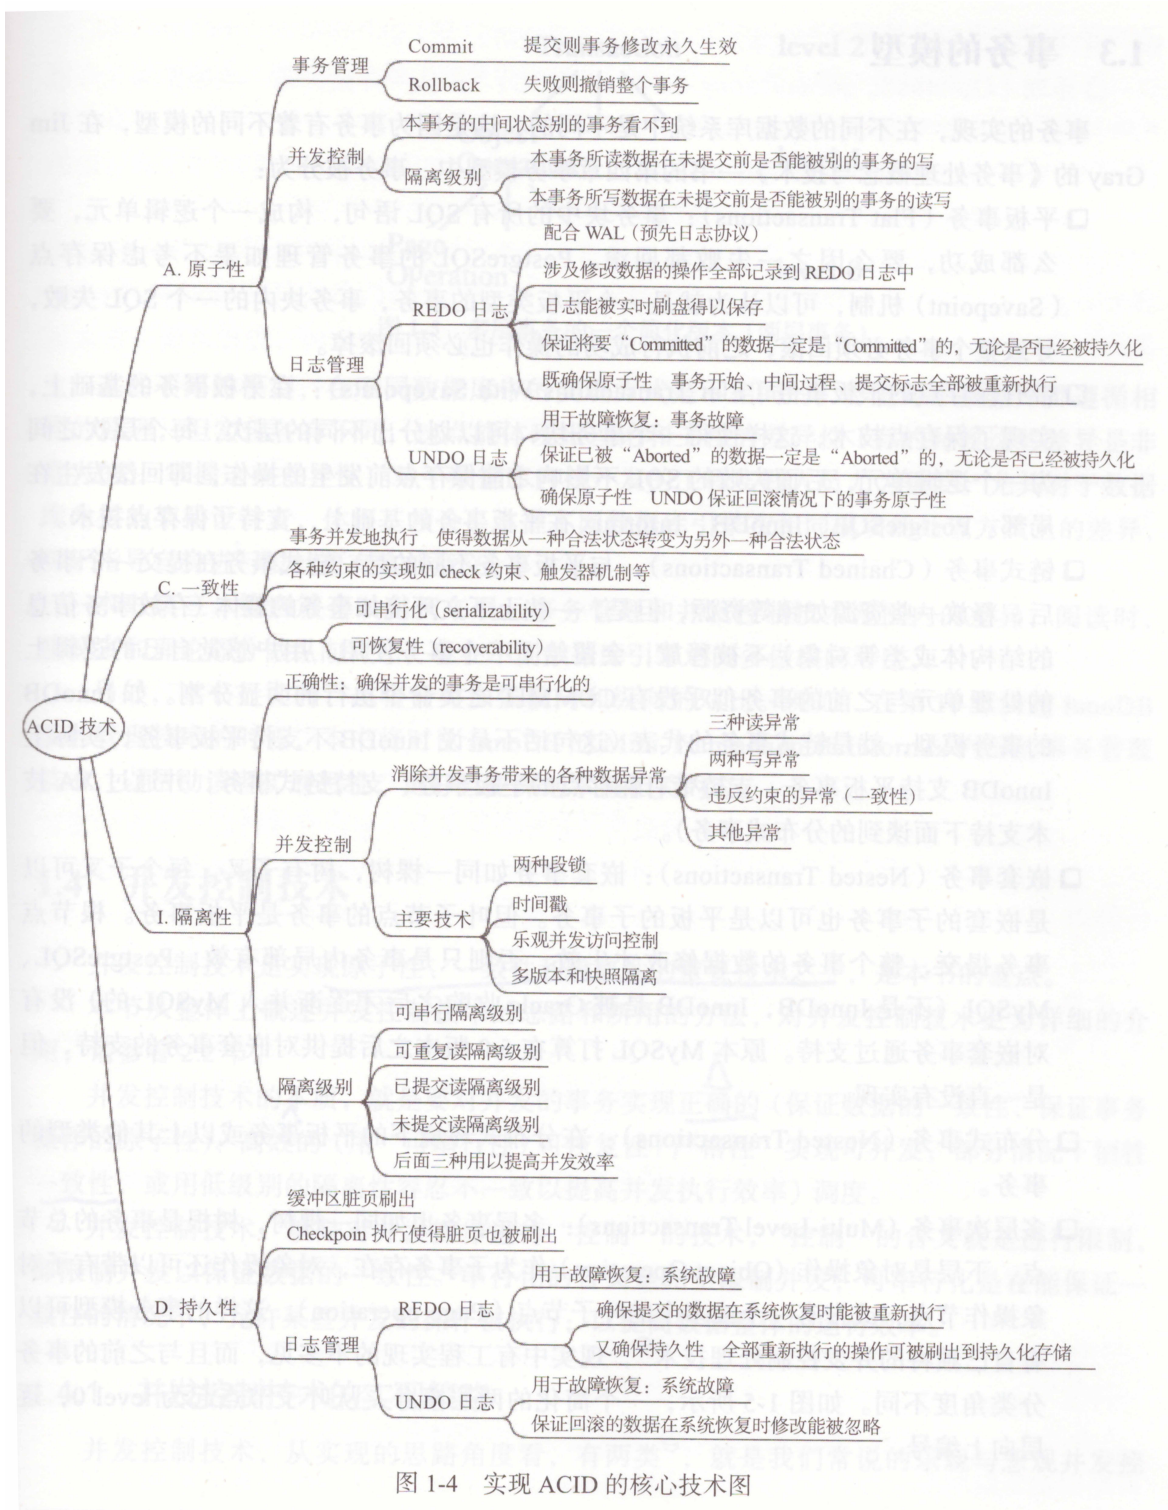 Commit 提交则事务修改永久生效
事务管理
Rollback 失败则撤销整个事务
本事务的中间状态别的事务看不到
并发控制
本事务所读数据在未提交前是否能被别的事务的写
隔离级别
本事务所写数据在未提交前是否能被别的事务的读写
A. 原子性
配合 WAL（预先日志协议）
涉及修改数据的操作全部记录到 REDO 日志中
REDO 日志
日志能被实时刷盘得以保存
保证将要“Committed”的数据一定是“Committed”的，无论是否已经被持久化
日志管理
既确保原子性 事务开始、中间过程、提交标志全部被重新执行
用于故障恢复：事务故障
UNDO 日志
保证已被“Aborted”的数据一定是“Aborted”的，无论是否已经被持久化
确保原子性 UNDO 保证回滚情况下的事务原子性
事务并发地执行 使得数据从一种合法状态转变为另外一种合法状态
各种约束的实现如 check 约束、触发器机制等
C. 一致性
可串行化（serializability）
可恢复性（recoverability）
正确性：确保并发的事务是可串行化的
ACID 技术
三种读异常
两种写异常
消除并发事务带来的各种数据异常
违反约束的异常（一致性）
其他异常
并发控制
两种段锁
时间戳
主要技术
乐观并发访问控制
多版本和快照隔离
I. 隔离性
可串行隔离级别
可重复读隔离级别
隔离级别
已提交读隔离级别
未提交读隔离级别
后面三种用以提高并发效率
缓冲区脏页刷出
Checkpoin 执行使得脏页也被刷出
D. 持久性
用于故障恢复：系统故障
REDO 日志
确保提交的数据在系统恢复时能被重新执行
日志管理
又确保持久性 全部重新执行的操作可被刷出到持久化存储
用于故障恢复：系统故障
UNDO 日志
保证回滚的数据在系统恢复时修改能被忽略
图 1-4 实现 ACID 的核心技术图